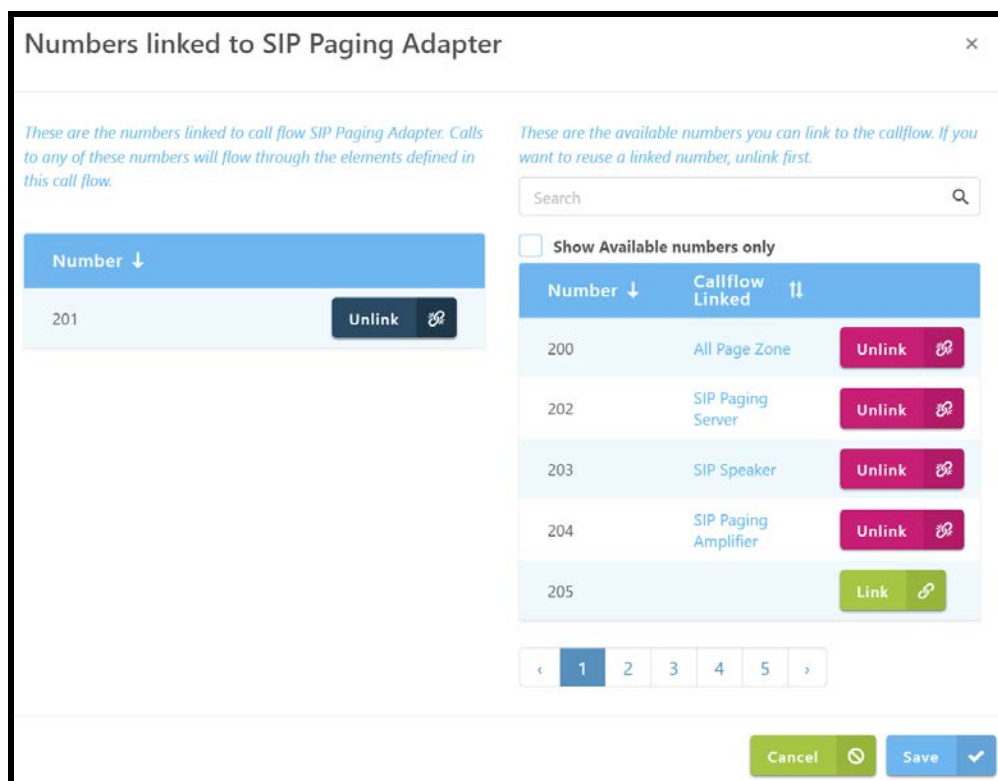 Numbers linked to SIP Paging Adapter
These are the numbers linked to call flow SIP Paging Adapter. Calls
to any of these numbers will flow through the elements defined in
this call flow.
Number
201 Unlink
These are the available numbers you can link to the callflow. If you
want to reuse a linked number, unlink first.
Search
Show Available numbers only
Number Callflow
Linked
200 All Page Zone Unlink
202 SIP Paging
Server Unlink
203 SIP Speaker Unlink
204 SIP Paging
Amplifier Unlink
205 Link
‹ 1 2 3 4 5 ›
Cancel Save